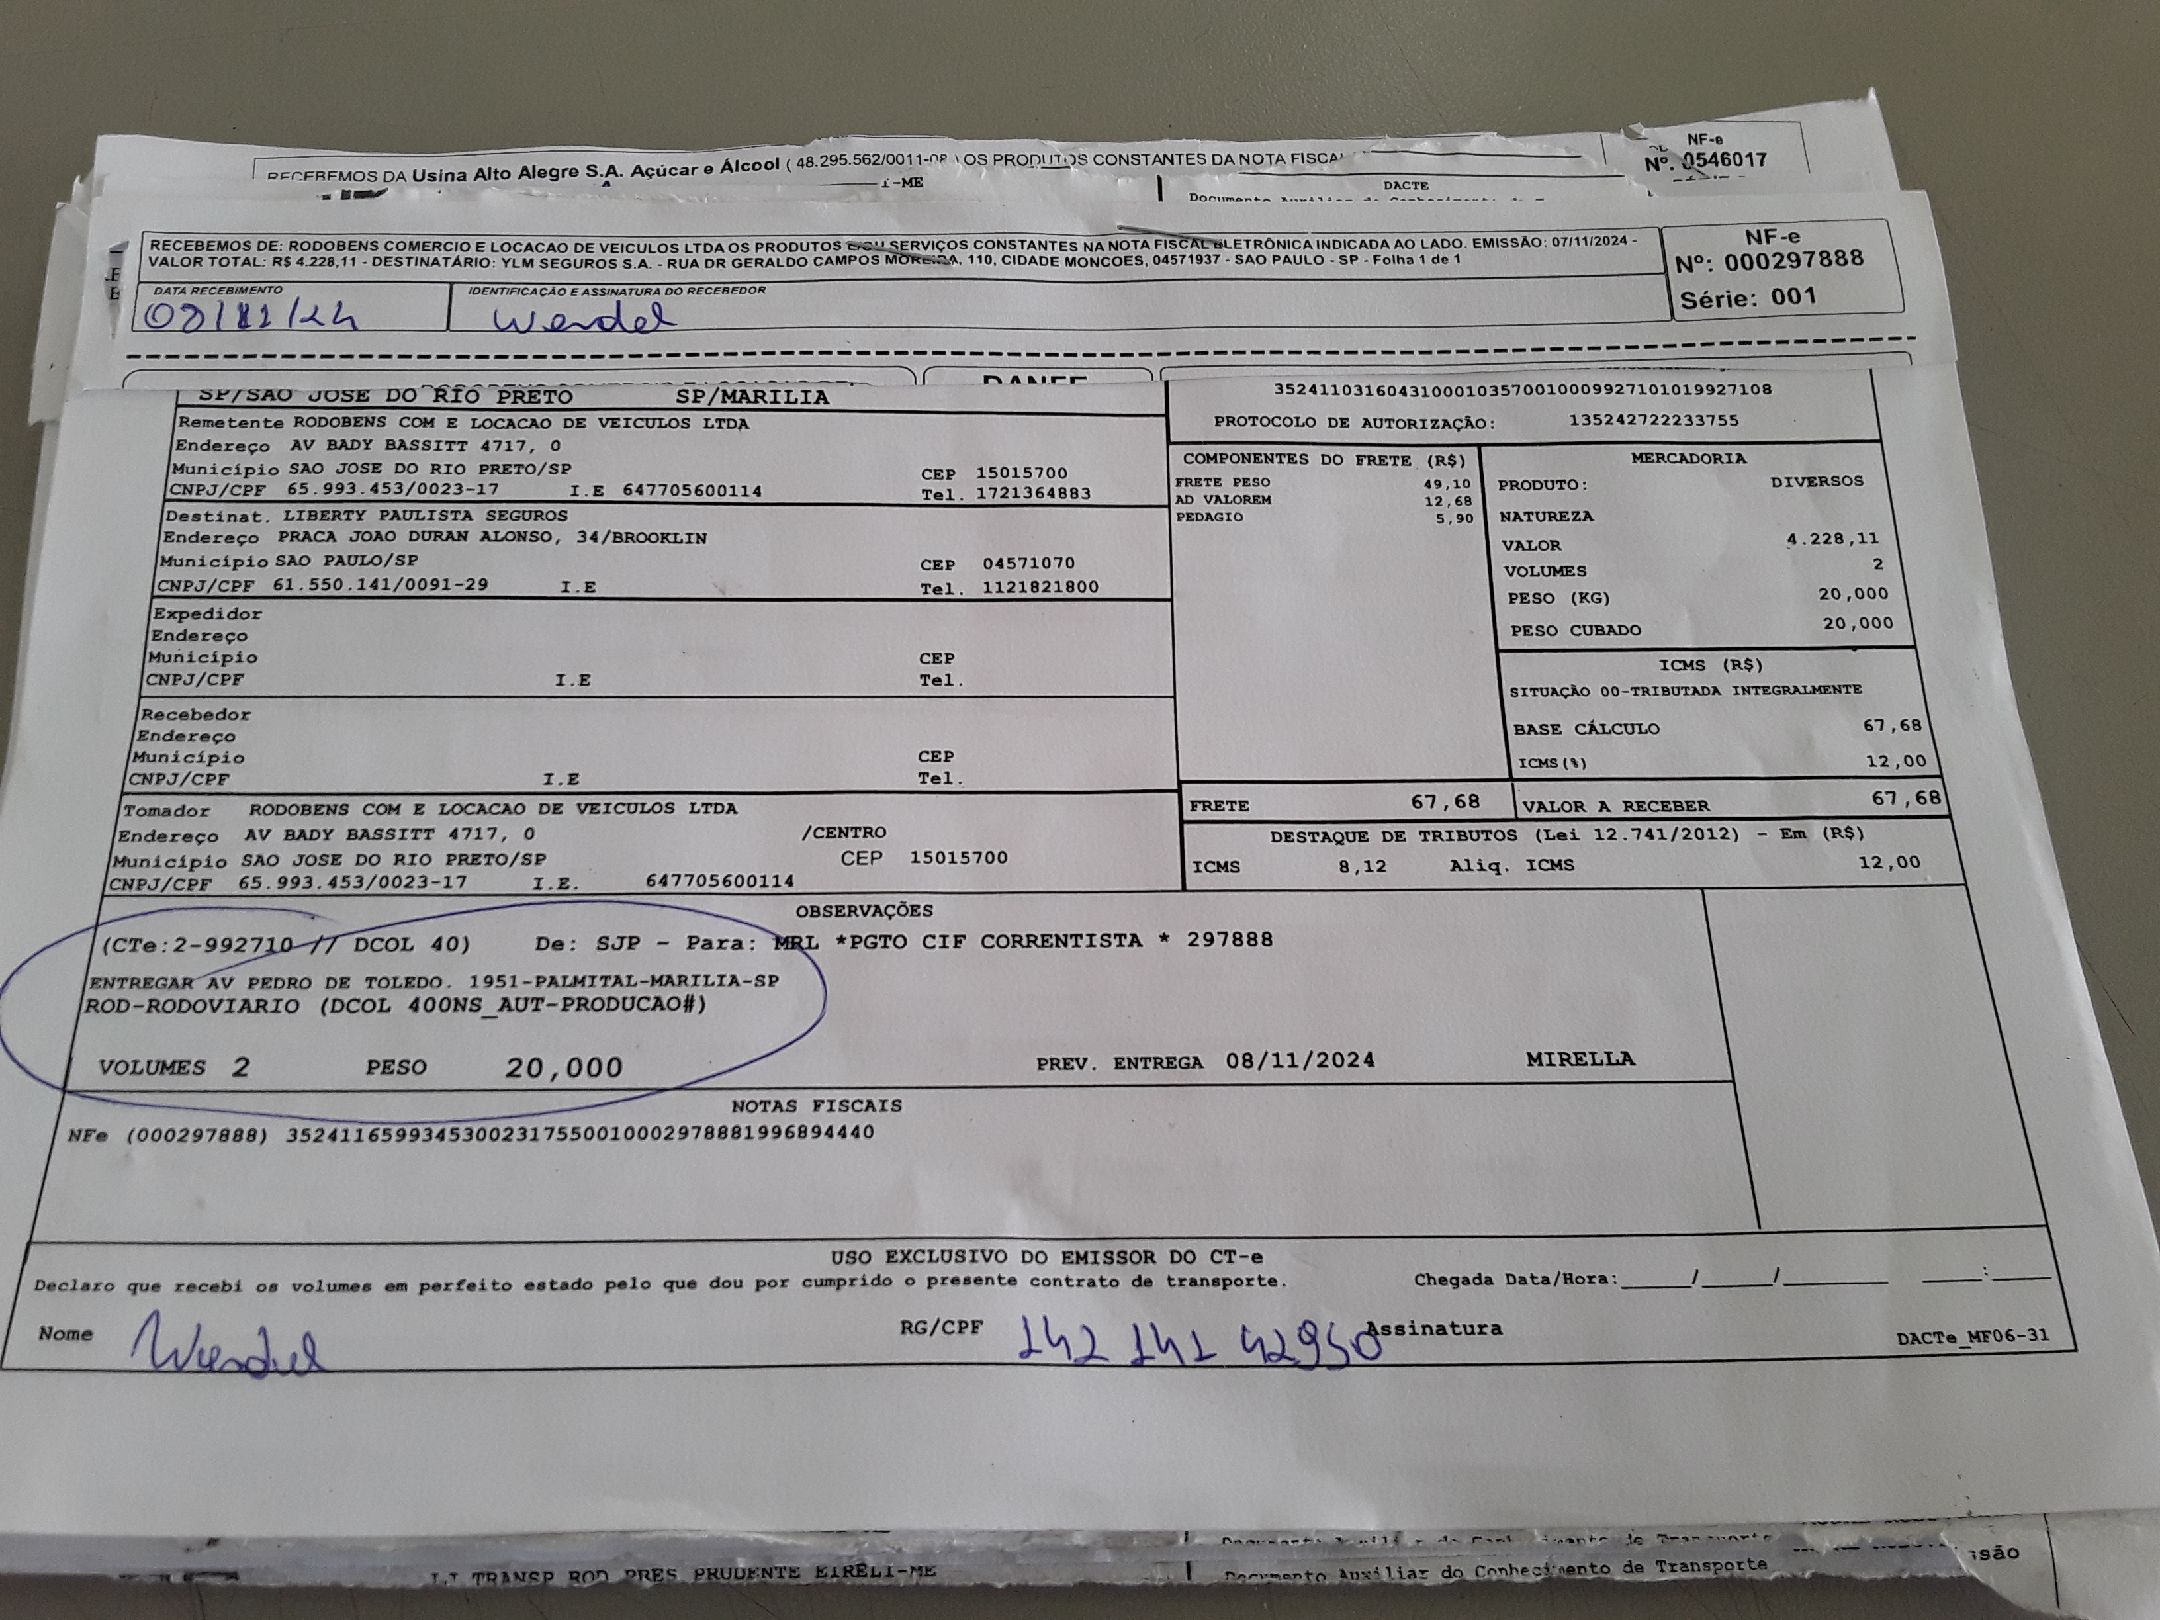 RECEBEMOS DA Usina Alto Alegre S.A. Açúcar e Álcool ( 48.295.562/0011-08 ) OS PRODUTOS CONSTANTES DA NOTA FISCAL
NF-e
Nº. 0546017
I-ME
DACTE
RECEBEMOS DE: RODOBENS COMERCIO E LOCACAO DE VEICULOS LTDA OS PRODUTOS E/OU SERVIÇOS CONSTANTES NA NOTA FISCAL ELETRÔNICA INDICADA AO LADO. EMISSÃO: 07/11/2024 -
VALOR TOTAL: R$ 4.228,11 - DESTINATÁRIO: YLM SEGUROS S.A. - RUA DR GERALDO CAMPOS MOREIRA, 110, CIDADE MONCOES, 04571937 - SAO PAULO - SP - Folha 1 de 1
NF-e
Nº: 000297888
Série: 001
DATA RECEBIMENTO
IDENTIFICAÇÃO E ASSINATURA DO RECEBEDOR
08/11/24 Wendel
DANFE
SP/SAO JOSE DO RIO PRETO SP/MARILIA
35241103160431000103570010009927101019927108
PROTOCOLO DE AUTORIZAÇÃO: 135242722233755
Remetente RODOBENS COM E LOCACAO DE VEICULOS LTDA
Endereço AV BADY BASSITT 4717, 0
Município SAO JOSE DO RIO PRETO/SP CEP 15015700
CNPJ/CPF 65.993.453/0023-17 I.E 647705600114 Tel. 1721364883
Destinat. LIBERTY PAULISTA SEGUROS
Endereço PRACA JOAO DURAN ALONSO, 34/BROOKLIN
Município SAO PAULO/SP CEP 04571070
CNPJ/CPF 61.550.141/0091-29 I.E Tel. 1121821800
Expedidor
Endereço
Município CEP
CNPJ/CPF I.E Tel.
Recebedor
Endereço
Município CEP
CNPJ/CPF I.E Tel.
Tomador RODOBENS COM E LOCACAO DE VEICULOS LTDA
Endereço AV BADY BASSITT 4717, 0 /CENTRO
Município SAO JOSE DO RIO PRETO/SP CEP 15015700
CNPJ/CPF 65.993.453/0023-17 I.E. 647705600114
COMPONENTES DO FRETE (R$)
FRETE PESO 49,10
AD VALOREM 12,68
PEDAGIO 5,90
MERCADORIA
PRODUTO: DIVERSOS
NATUREZA
VALOR 4.228,11
VOLUMES 2
PESO (KG) 20,000
PESO CUBADO 20,000
ICMS (R$)
SITUAÇÃO 00-TRIBUTADA INTEGRALMENTE
BASE CÁLCULO 67,68
ICMS(%) 12,00
FRETE 67,68 VALOR A RECEBER 67,68
DESTAQUE DE TRIBUTOS (Lei 12.741/2012) - Em (R$)
ICMS 8,12 Aliq. ICMS 12,00
OBSERVAÇÕES
(CTe:2-992710 // DCOL 40) De: SJP - Para: MRL *PGTO CIF CORRENTISTA * 297888
ENTREGAR AV PEDRO DE TOLEDO. 1951-PALMITAL-MARILIA-SP
ROD-RODOVIARIO (DCOL 400NS_AUT-PRODUCAO#)
VOLUMES 2 PESO 20,000 PREV. ENTREGA 08/11/2024 MIRELLA
NOTAS FISCAIS
NFe (000297888) 35241165993453002317550010002978881996894440
USO EXCLUSIVO DO EMISSOR DO CT-e
Declaro que recebi os volumes em perfeito estado pelo que dou por cumprido o presente contrato de transporte. Chegada Data/Hora:_____/_____/________ ____:____
Nome Wendel RG/CPF 142 141 42950 Assinatura
DACTe_MF06-31
LJ TRANSP ROD PRES PRUDENTE EIRELI-ME
Documento Auxiliar do Conhecimento de Transporte